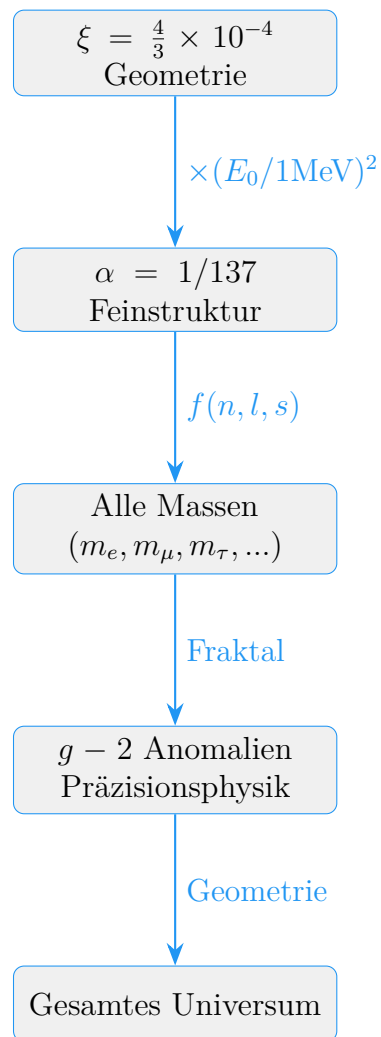 ξ = 4/3 × 10⁻⁴
Geometrie
×(E₀/1MeV)²
α = 1/137
Feinstruktur
f(n, l, s)
Alle Massen
(mₑ, m_μ, m_τ, ...)
Fraktal
g − 2 Anomalien
Präzisionsphysik
Geometrie
Gesamtes Universum